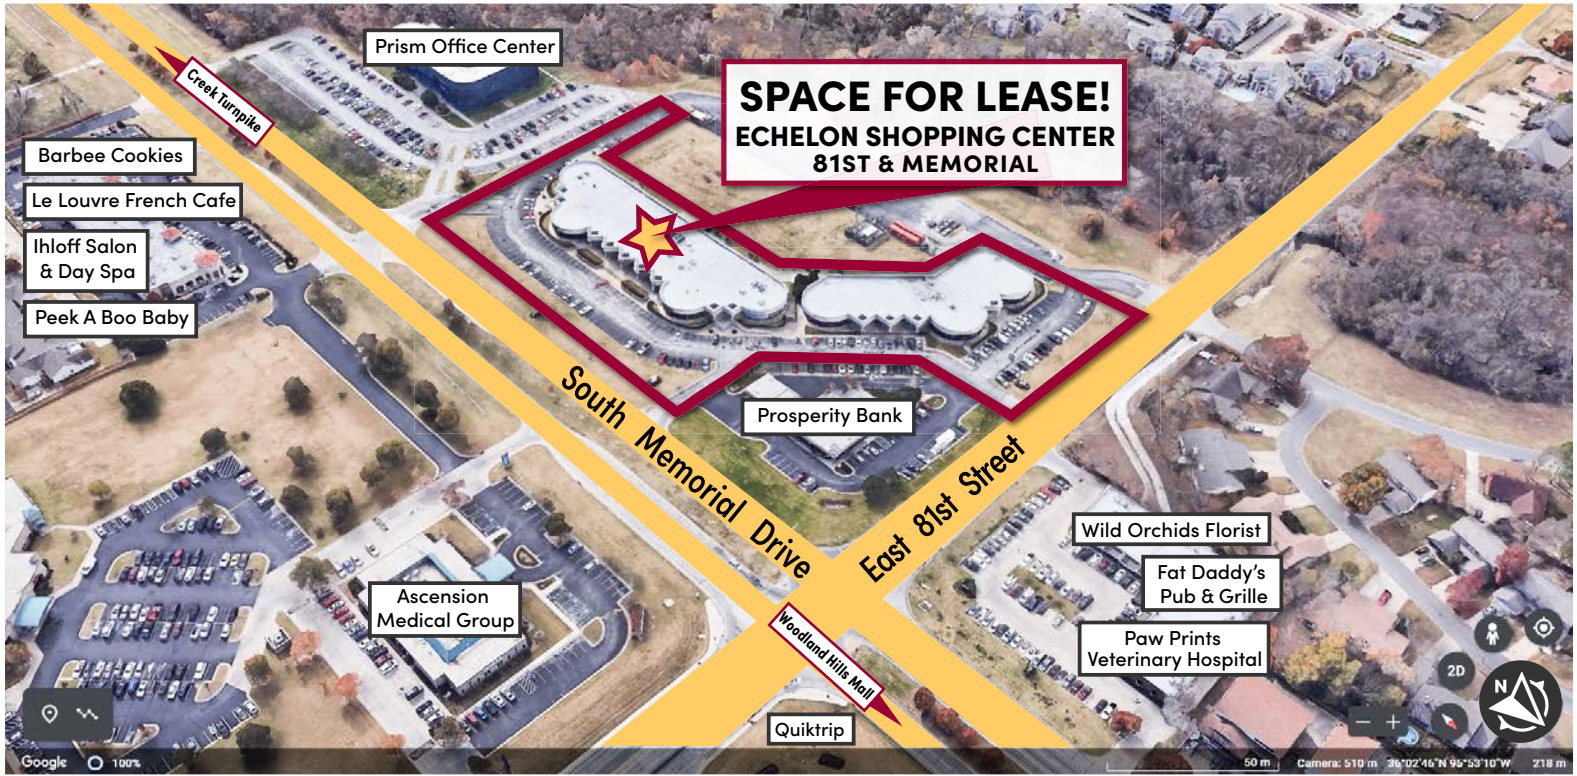 Prism Office Center
Creek Turnpike
SPACE FOR LEASE!
ECHELON SHOPPING CENTER
81ST & MEMORIAL
Barbee Cookies
Le Louvre French Cafe
Ihloff Salon
& Day Spa
Peek A Boo Baby
South Memorial Drive
Prosperity Bank
East 81st Street
Wild Orchids Florist
Fat Daddy's
Pub & Grille
Ascension
Medical Group
Paw Prints
Veterinary Hospital
Woodland Hills Mall
Quiktrip
2D
N
Google
100%
50 m
Camera: 510 m 36°02'46"N 95°53'10"W 218 m